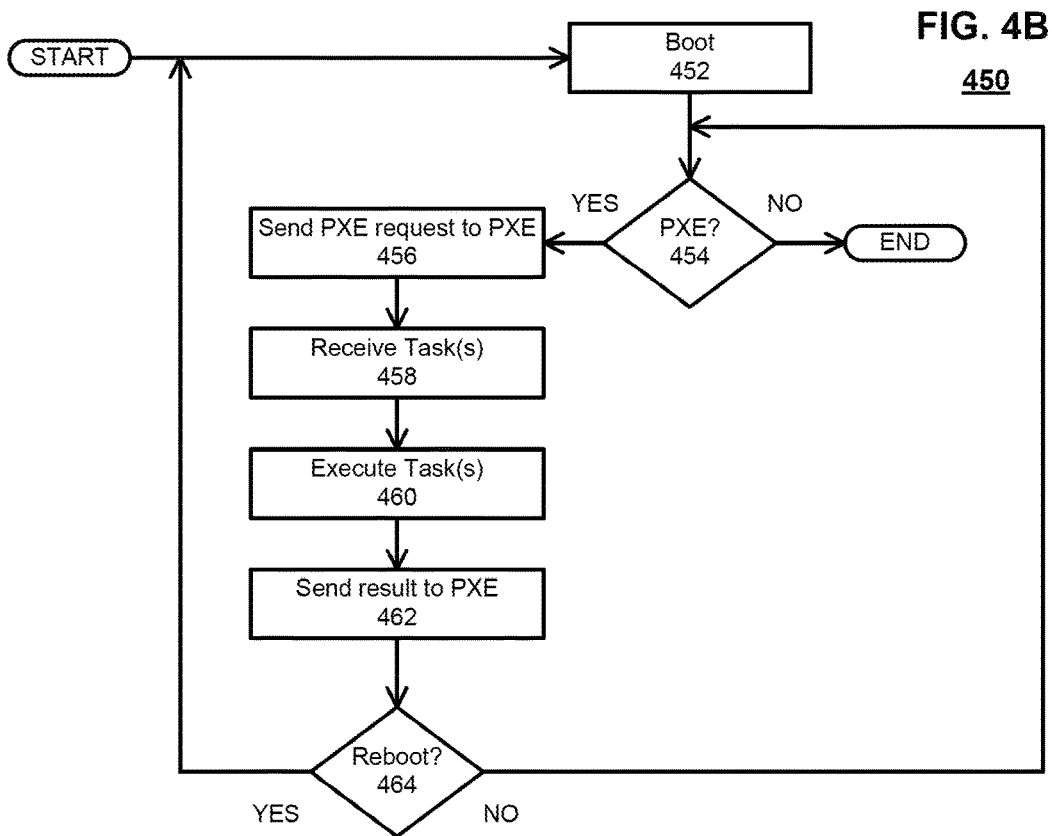 FIG. 4B
450
START
Boot
452
YES
NO
PXE?
454
END
Send PXE request to PXE
456
Receive Task(s)
458
Execute Task(s)
460
Send result to PXE
462
Reboot?
464
YES
NO